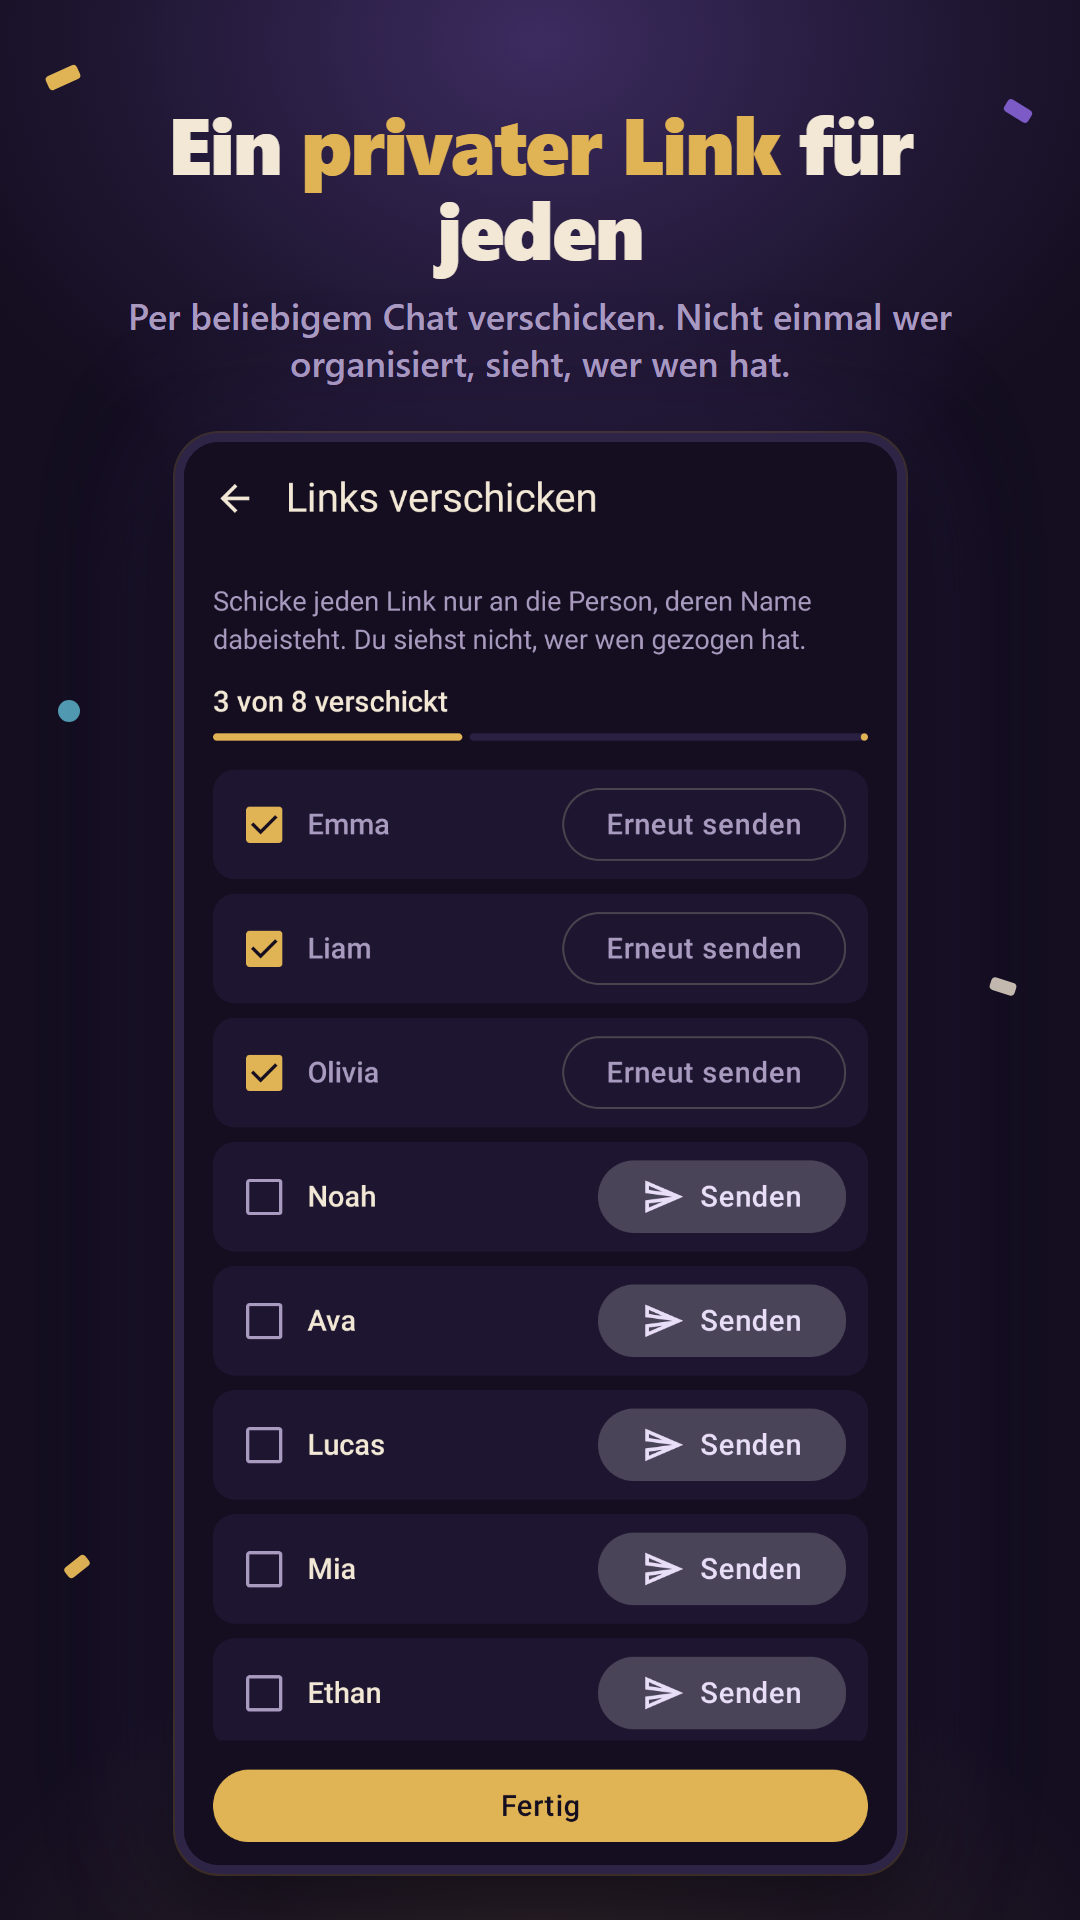 Ein privater Link für
jeden
Per beliebigem Chat verschicken. Nicht einmal wer
organisiert, sieht, wer wen hat.
Links verschicken
Schicke jeden Link nur an die Person, deren Name
dabeisteht. Du siehst nicht, wer wen gezogen hat.
3 von 8 verschickt
Emma Erneut senden
Liam Erneut senden
Olivia Erneut senden
Noah Senden
Ava Senden
Lucas Senden
Mia Senden
Ethan Senden
Fertig